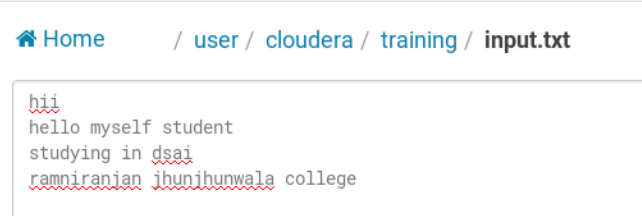 Home / user / cloudera / training / input.txt
hii
hello myself student
studying in dsai
ramniranjan jhunjhunwala college